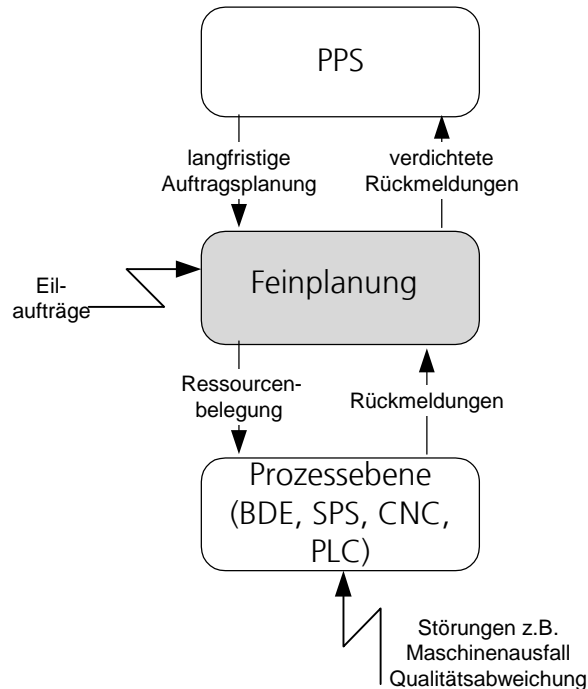 PPS
langfristige
Auftragsplanung
verdichtete
Rückmeldungen
Eil-
aufträge
Feinplanung
Ressourcen-
belegung
Rückmeldungen
Prozessebene
(BDE, SPS, CNC,
PLC)
Störungen z.B.
Maschinenausfall
Qualitätsabweichung